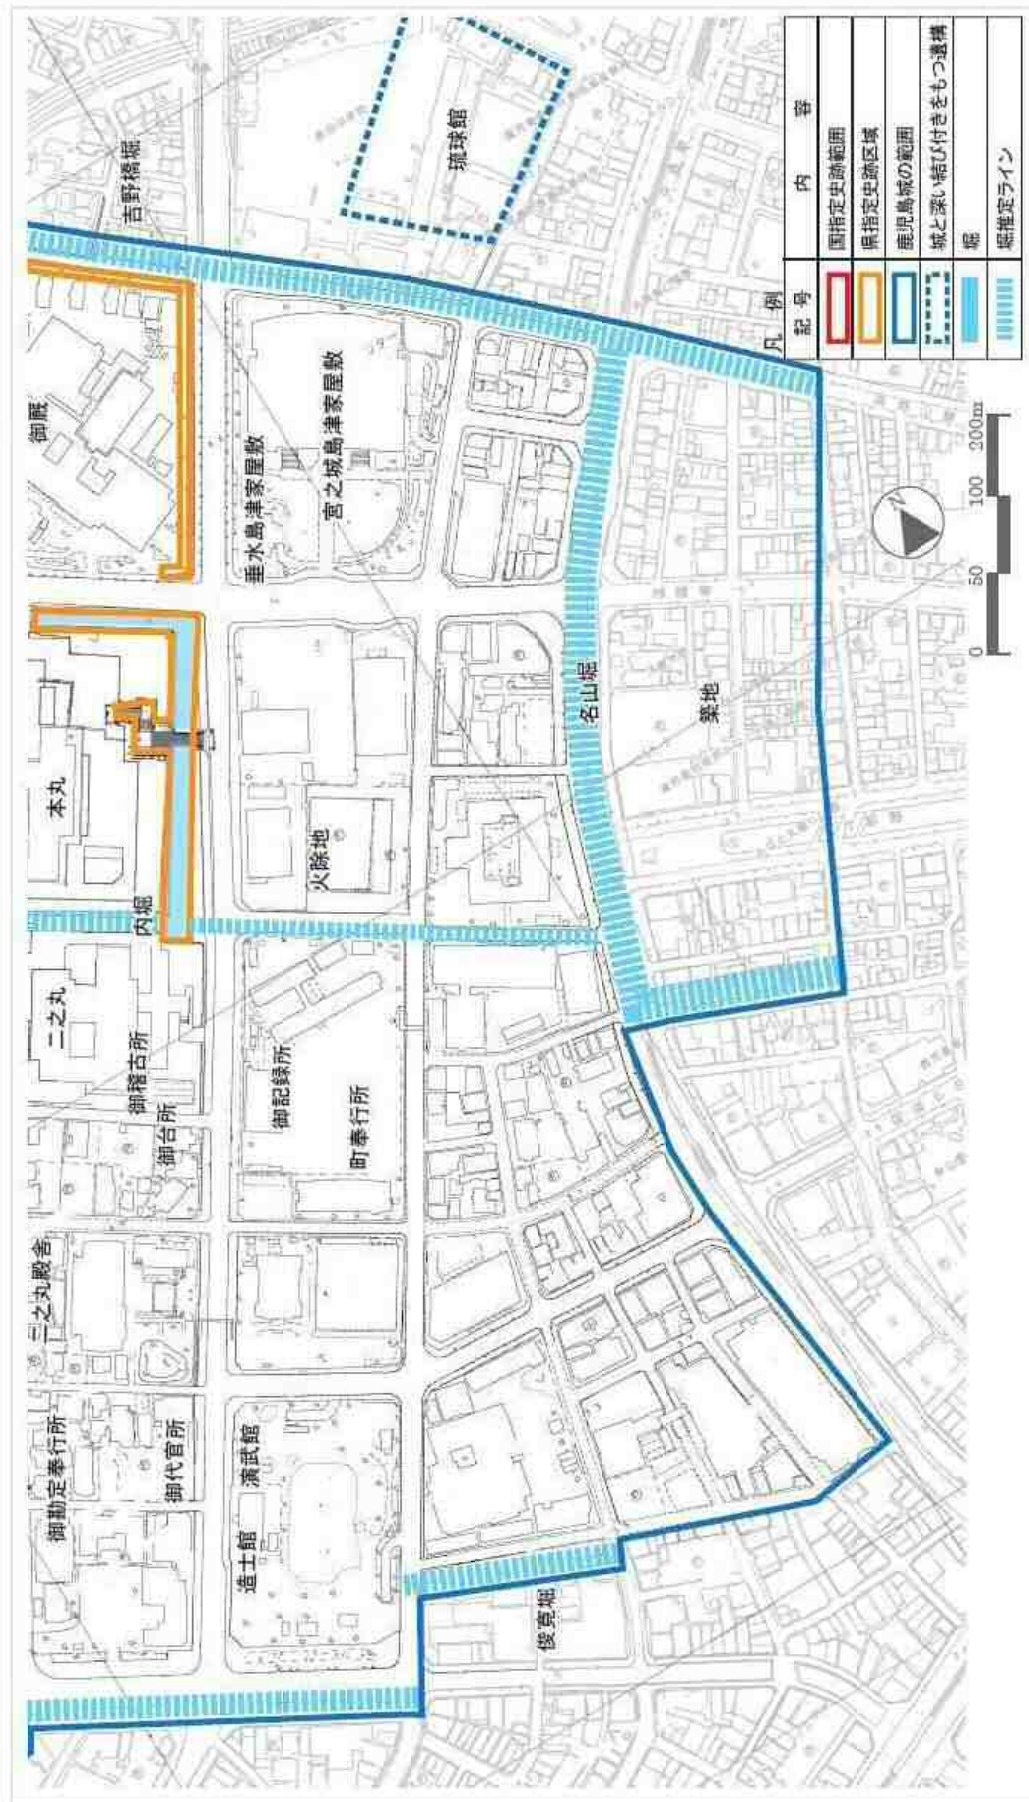 吉野橋堀
琉球館
御厩
垂水島津家屋敷
宮之城島津家屋敷
名山堀
築地
本丸
火除地
内堀
二之丸
御稽古所
御台所
御記録所
町奉行所
二之丸殿舎
御勘定奉行所
御代官所
演武館
造士館
俊寛堀
凡 例
記 号 内 容
国指定史跡範囲
県指定史跡区域
鹿児島城の範囲
城と深い結び付きをもつ遺構
堀
堀推定ライン
0 50 100 200m
N